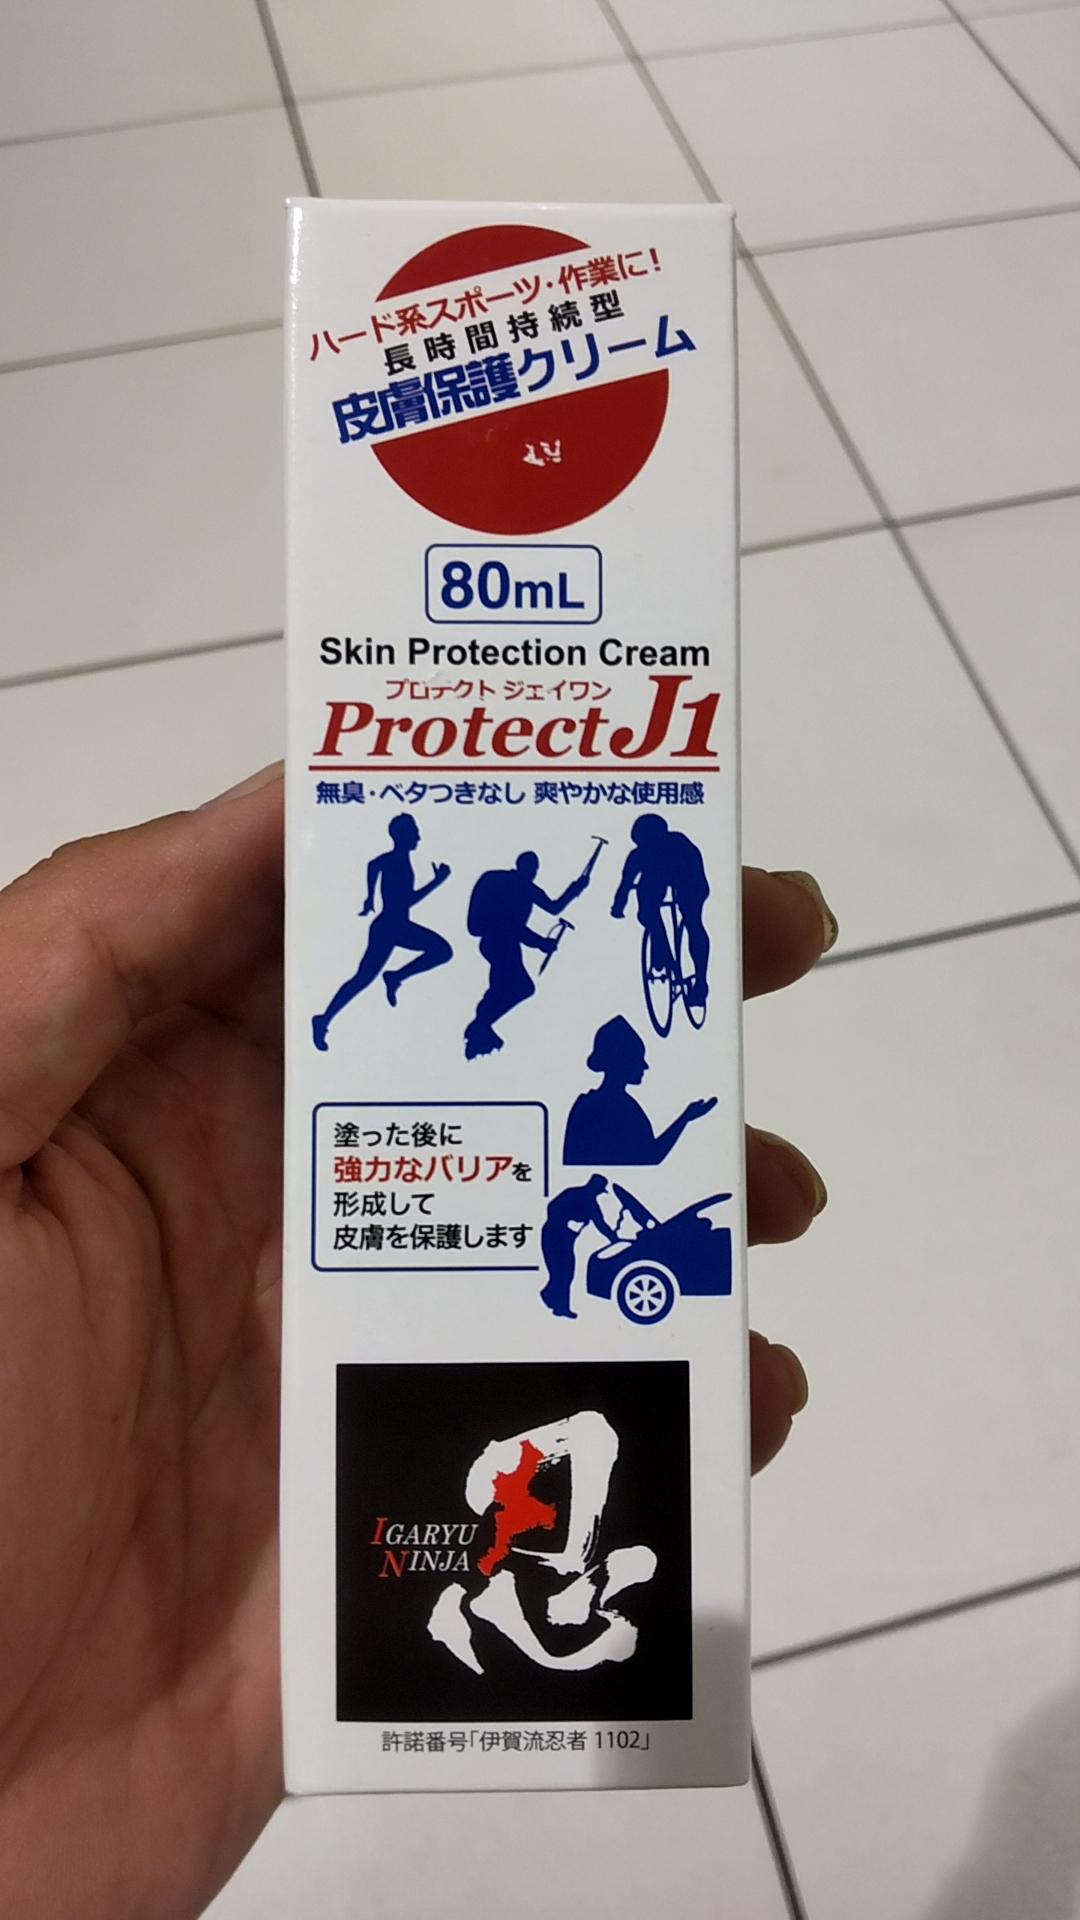 ハード系スポーツ・作業に!
長時間持続型
皮膚保護クリーム
80mL
Skin Protection Cream
プロテクト ジェイワン
ProtectJ1
無臭・ベタつきなし 爽やかな使用感
塗った後に
強力なバリアを
形成して
皮膚を保護します
忍
IGARYU
NINJA
許諾番号「伊賀流忍者 1102」